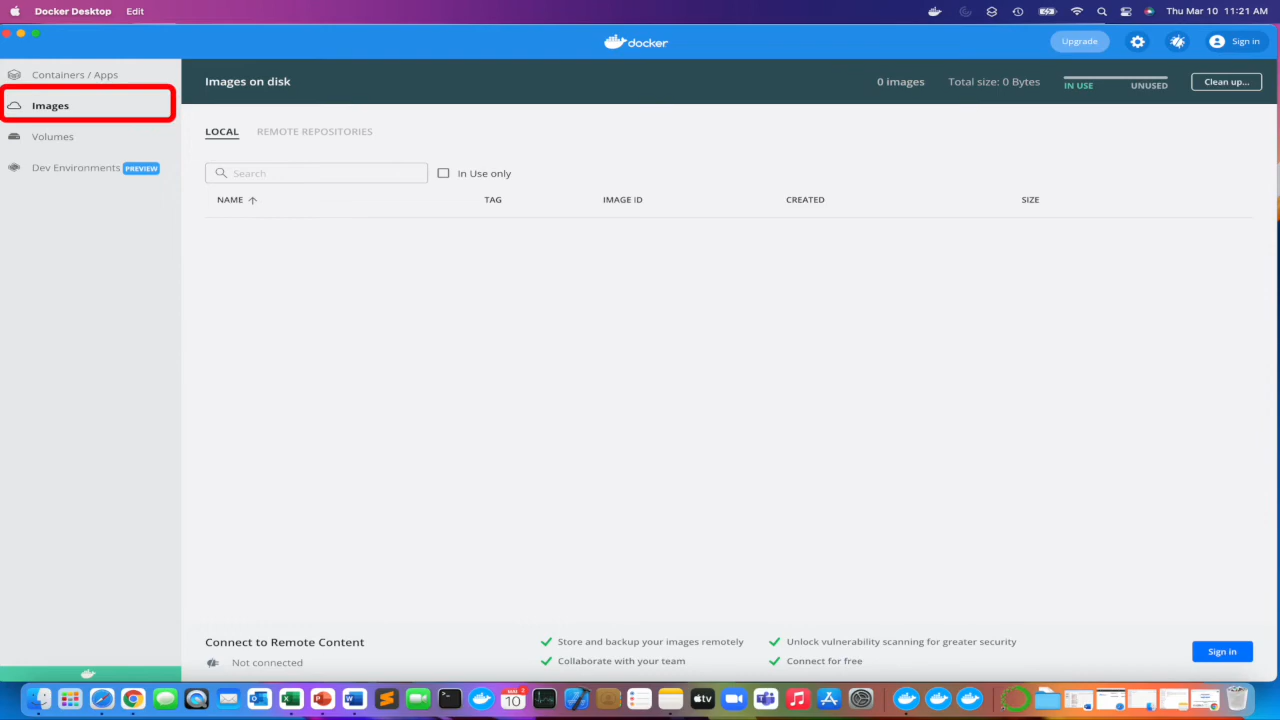 Docker Desktop Edit Thu Mar 10 11:21 AM
docker Upgrade Sign in
Containers / Apps
Images
Volumes
Dev Environments PREVIEW
Images on disk 0 images Total size: 0 Bytes IN USE UNUSED Clean up...
LOCAL REMOTE REPOSITORIES
Search In Use only
NAME TAG IMAGE ID CREATED SIZE
Connect to Remote Content
Not connected
Store and backup your images remotely Unlock vulnerability scanning for greater security
Collaborate with your team Connect for free
Sign in
10
tv